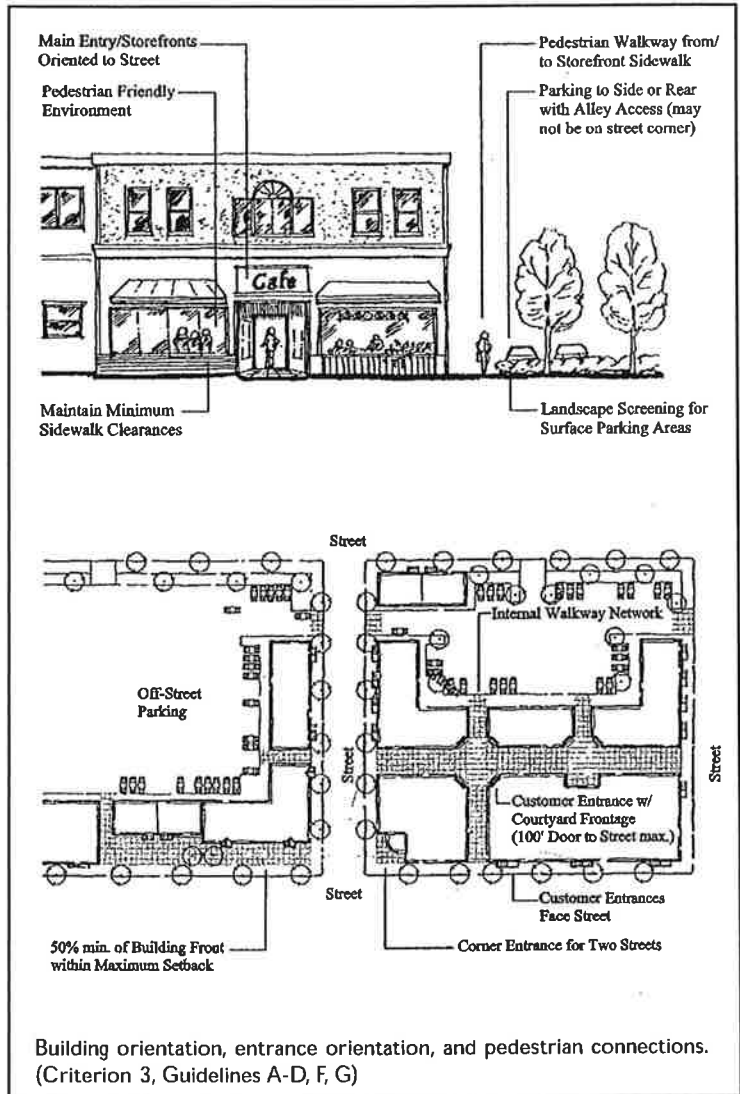 Main Entry/Storefronts
Oriented to Street
Pedestrian Friendly
Environment
Pedestrian Walkway from/
to Storefront Sidewalk
Parking to Side or Rear
with Alley Access (may
not be on street corner)
Cafe
Maintain Minimum
Sidewalk Clearances
Landscape Screening for
Surface Parking Areas
Street
Internal Walkway Network
Off-Street
Parking
Street
Street
Customer Entrance w/
Courtyard Frontage
(100' Door to Street max.)
Street
Customer Entrances
Face Street
50% min. of Building Front
within Maximum Setback
Corner Entrance for Two Streets
Building orientation, entrance orientation, and pedestrian connections.
(Criterion 3, Guidelines A-D, F, G)